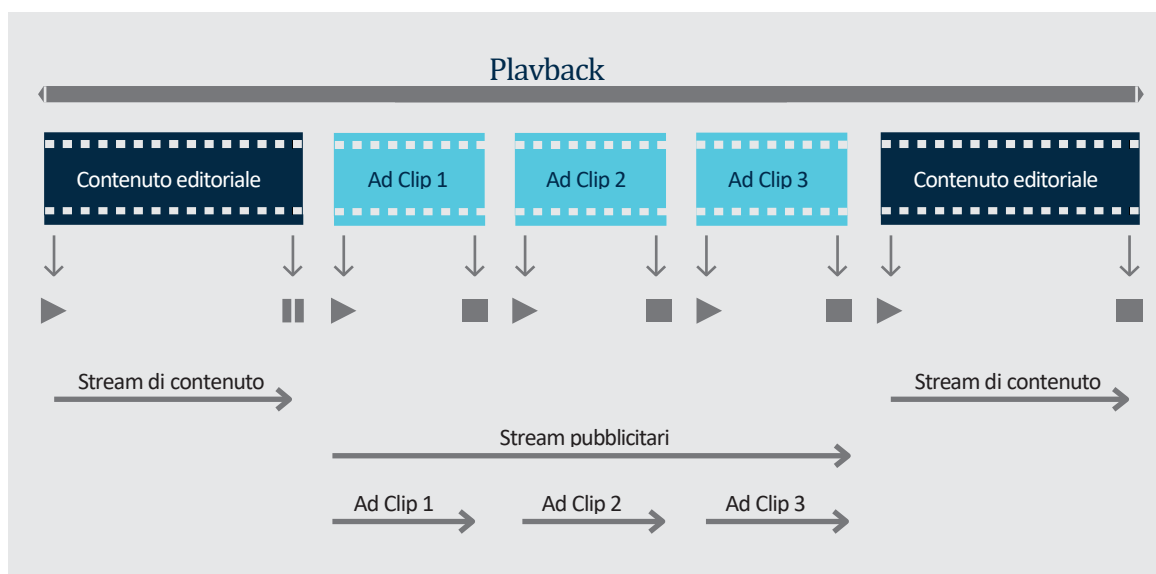 Playback
Contenuto editoriale
Ad Clip 1
Ad Clip 2
Ad Clip 3
Contenuto editoriale
Stream di contenuto
Stream di contenuto
Stream pubblicitari
Ad Clip 1
Ad Clip 2
Ad Clip 3